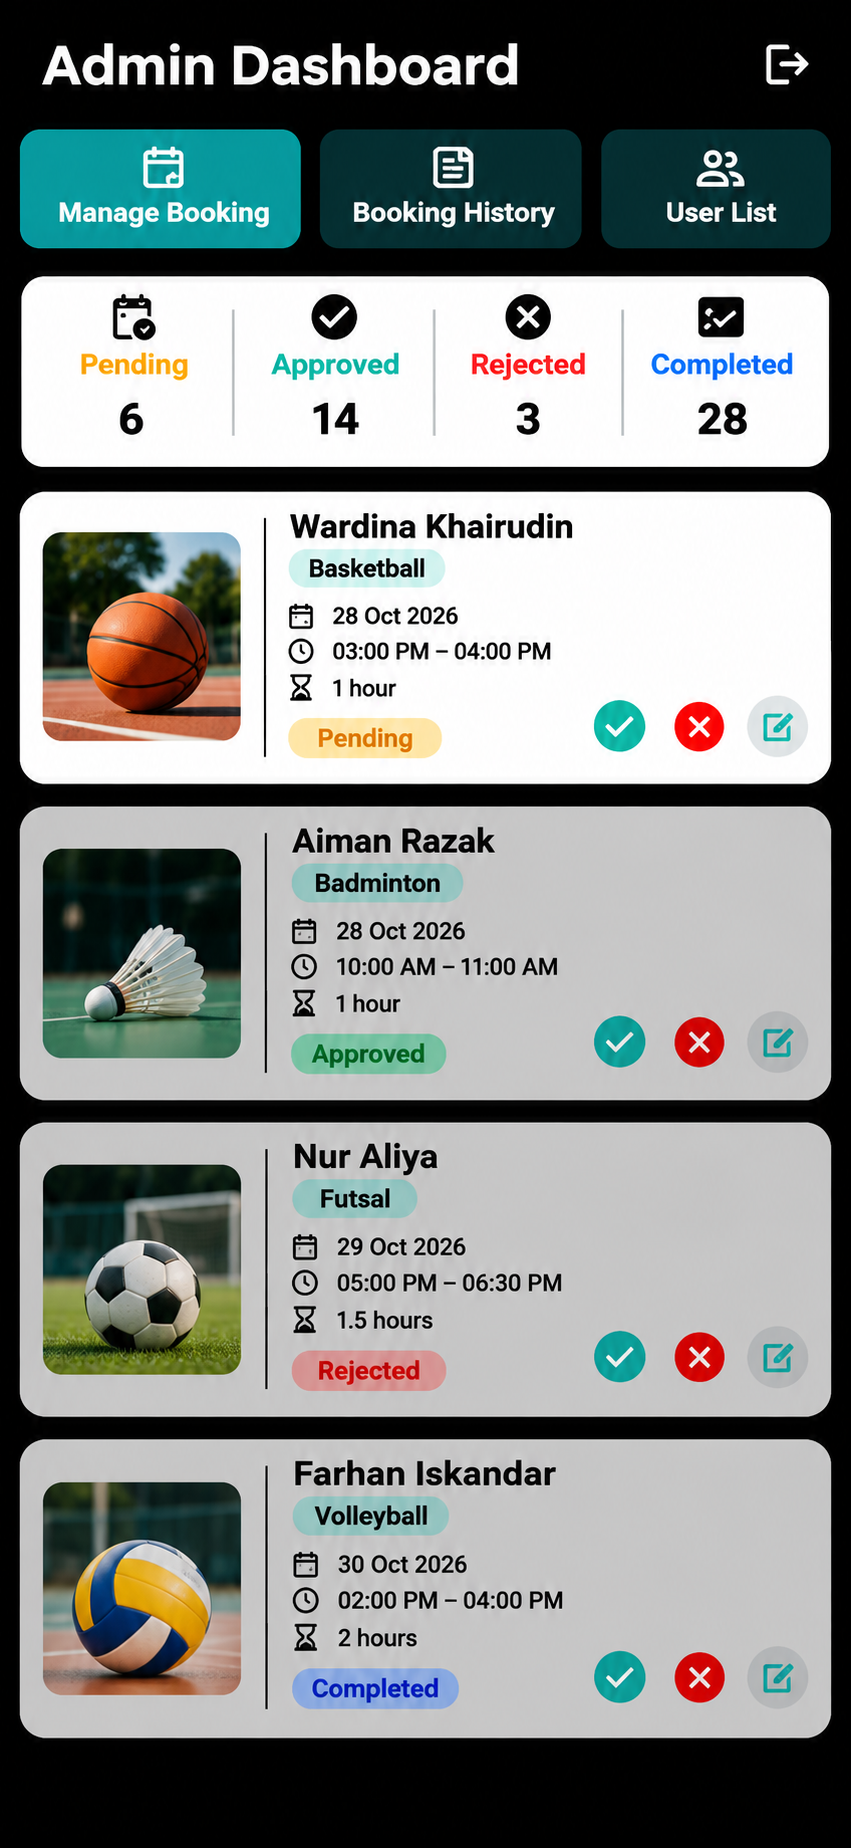 Admin Dashboard
Manage Booking
Booking History
User List
Pending
Approved
Rejected
Completed
6
14
3
28
Wardina Khairudin
Basketball
28 Oct 2026
03:00 PM – 04:00 PM
1 hour
Pending
Aiman Razak
Badminton
28 Oct 2026
10:00 AM – 11:00 AM
1 hour
Approved
Nur Aliya
Futsal
29 Oct 2026
05:00 PM – 06:30 PM
1.5 hours
Rejected
Farhan Iskandar
Volleyball
30 Oct 2026
02:00 PM – 04:00 PM
2 hours
Completed